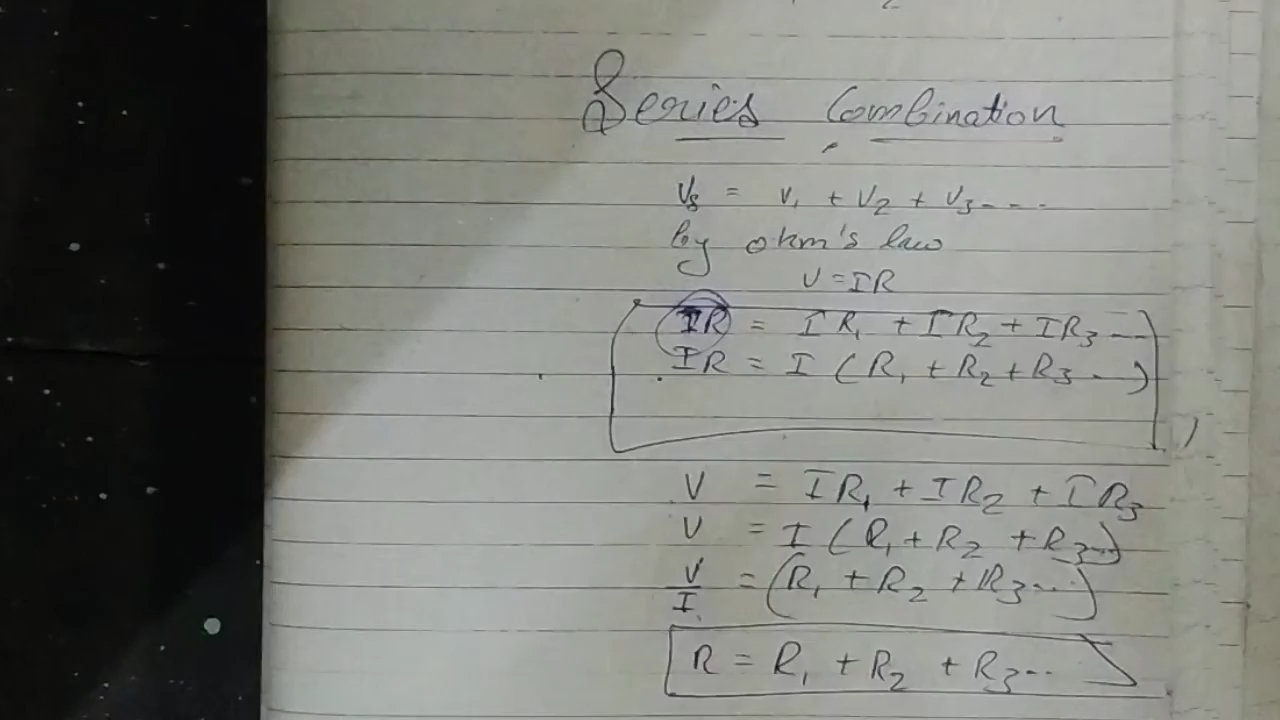 Series Combination
Vs = V₁ + V₂ + V₃----
by ohm's law
V = IR
IR = IR₁ + IR₂ + IR₃ ---
IR = I (R₁ + R₂ + R₃ ---)
V = IR₁ + IR₂ + IR₃
V = I (R₁ + R₂ + R₃---)
V/I = (R₁ + R₂ + R₃---)
R = R₁ + R₂ + R₃---